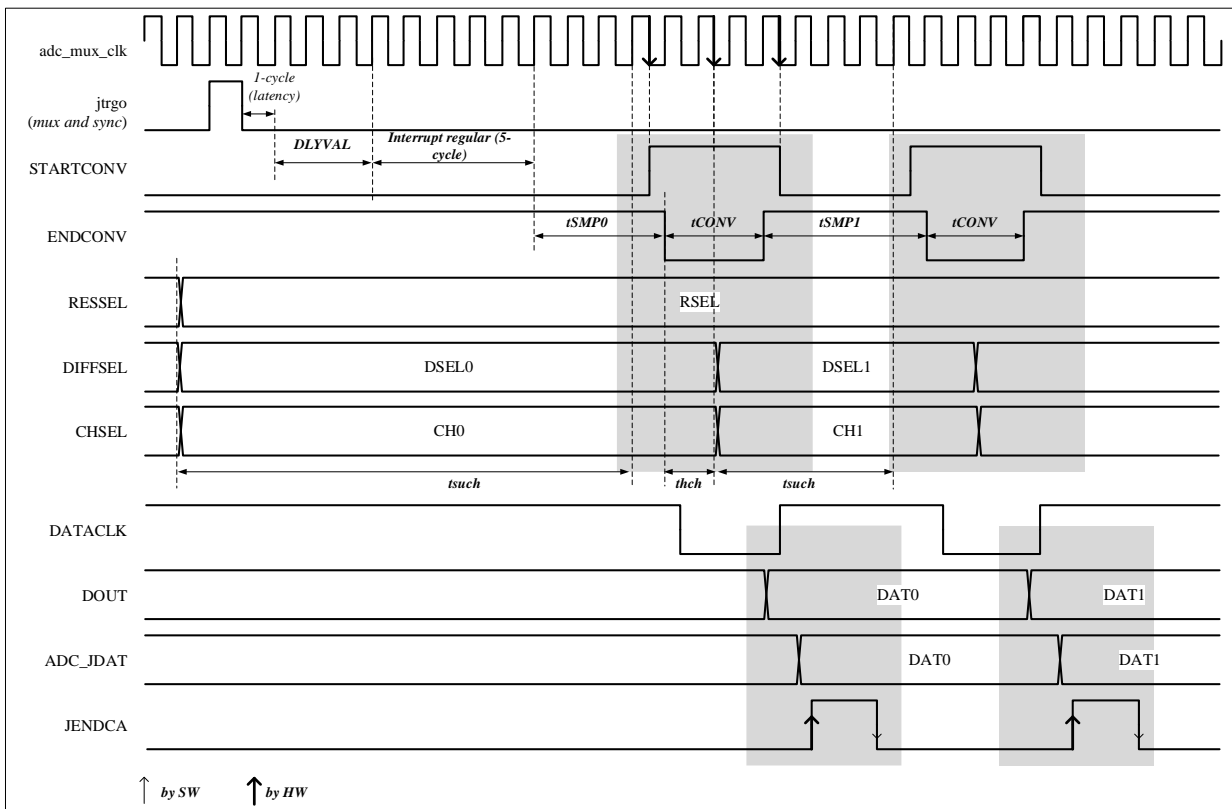 adc_mux_clk
1-cycle
(latency)
jtrgo
(mux and sync)
DLYVAL
Interrupt regular (5-
cycle)
STARTCONV
tSMP0
tCONV
tSMP1
tCONV
ENDCONV
RESSEL
RSEL
DIFFSEL
DSEL0
DSEL1
CHSEL
CH0
CH1
tsuch
thch
tsuch
DATACLK
DOUT
DAT0
DAT1
ADC_JDAT
DAT0
DAT1
JENDCA
by SW
by HW